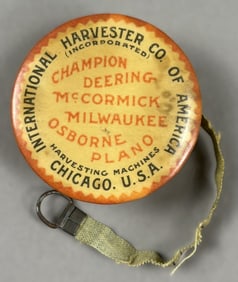 INTERNATIONAL HARVESTER CO. OF AMERICA
(INCORPORATED)
CHAMPION
DEERING
McCORMICK
MILWAUKEE
OSBORNE
PLANO
HARVESTING MACHINES
CHICAGO. U.S.A.